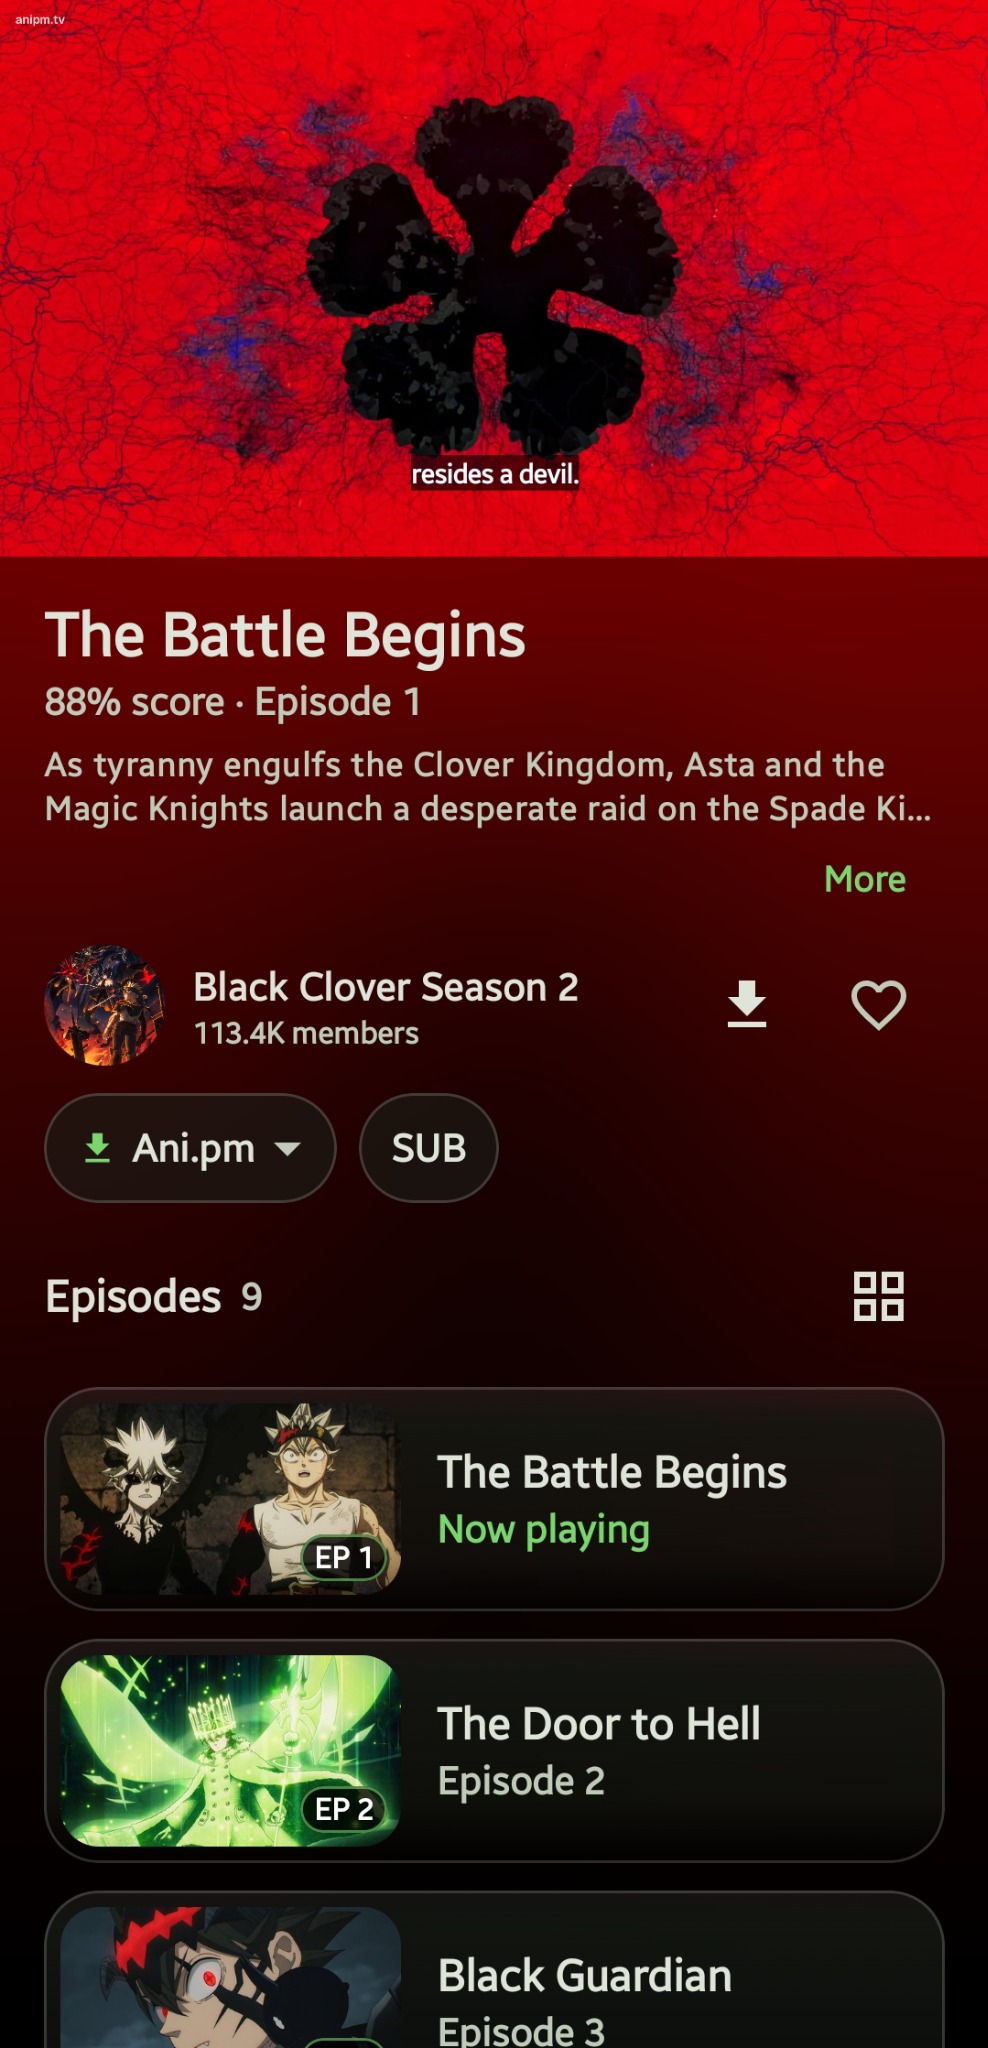 anipm.tv
resides a devil.
The Battle Begins
88% score · Episode 1
As tyranny engulfs the Clover Kingdom, Asta and the
Magic Knights launch a desperate raid on the Spade Ki...
More
Black Clover Season 2
113.4K members
Ani.pm
SUB
Episodes 9
The Battle Begins
Now playing
EP 1
The Door to Hell
Episode 2
EP 2
Black Guardian
Episode 3